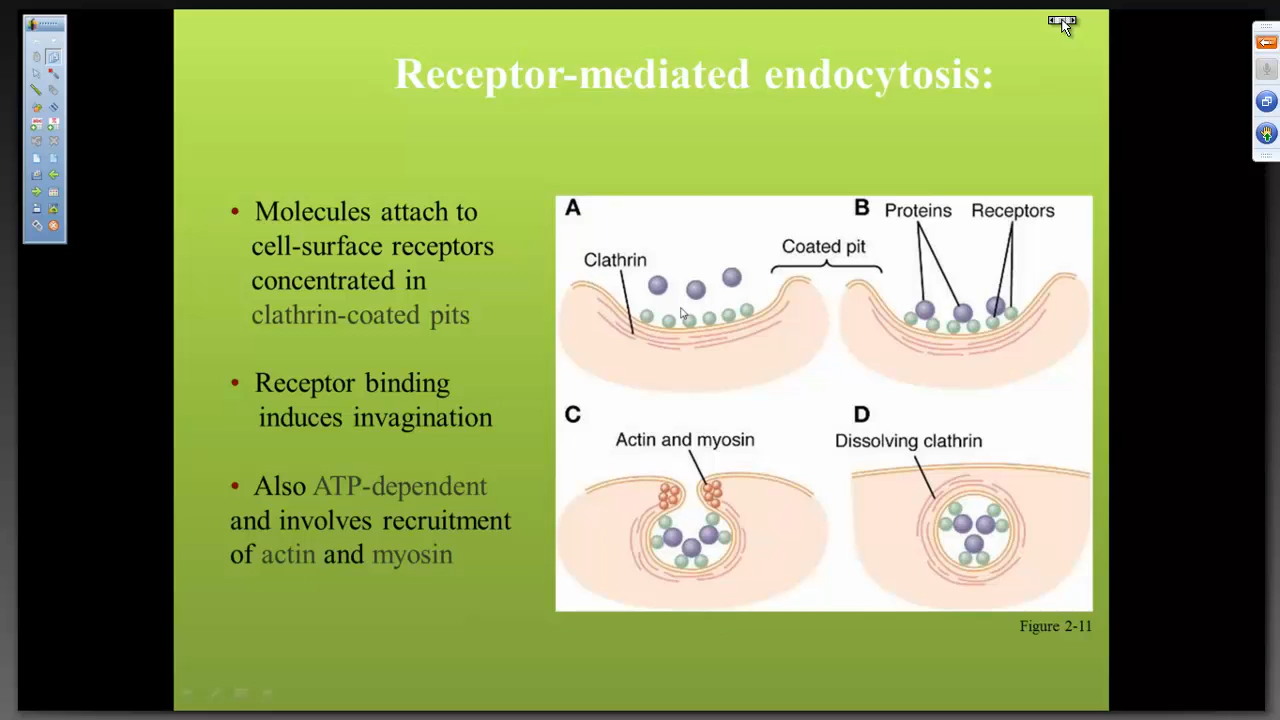 Receptor-mediated endocytosis:
• Molecules attach to
cell-surface receptors
concentrated in
clathrin-coated pits
• Receptor binding
induces invagination
• Also ATP-dependent
and involves recruitment
of actin and myosin
A
Clathrin
Coated pit
B
Proteins
Receptors
C
Actin and myosin
D
Dissolving clathrin
Figure 2-11